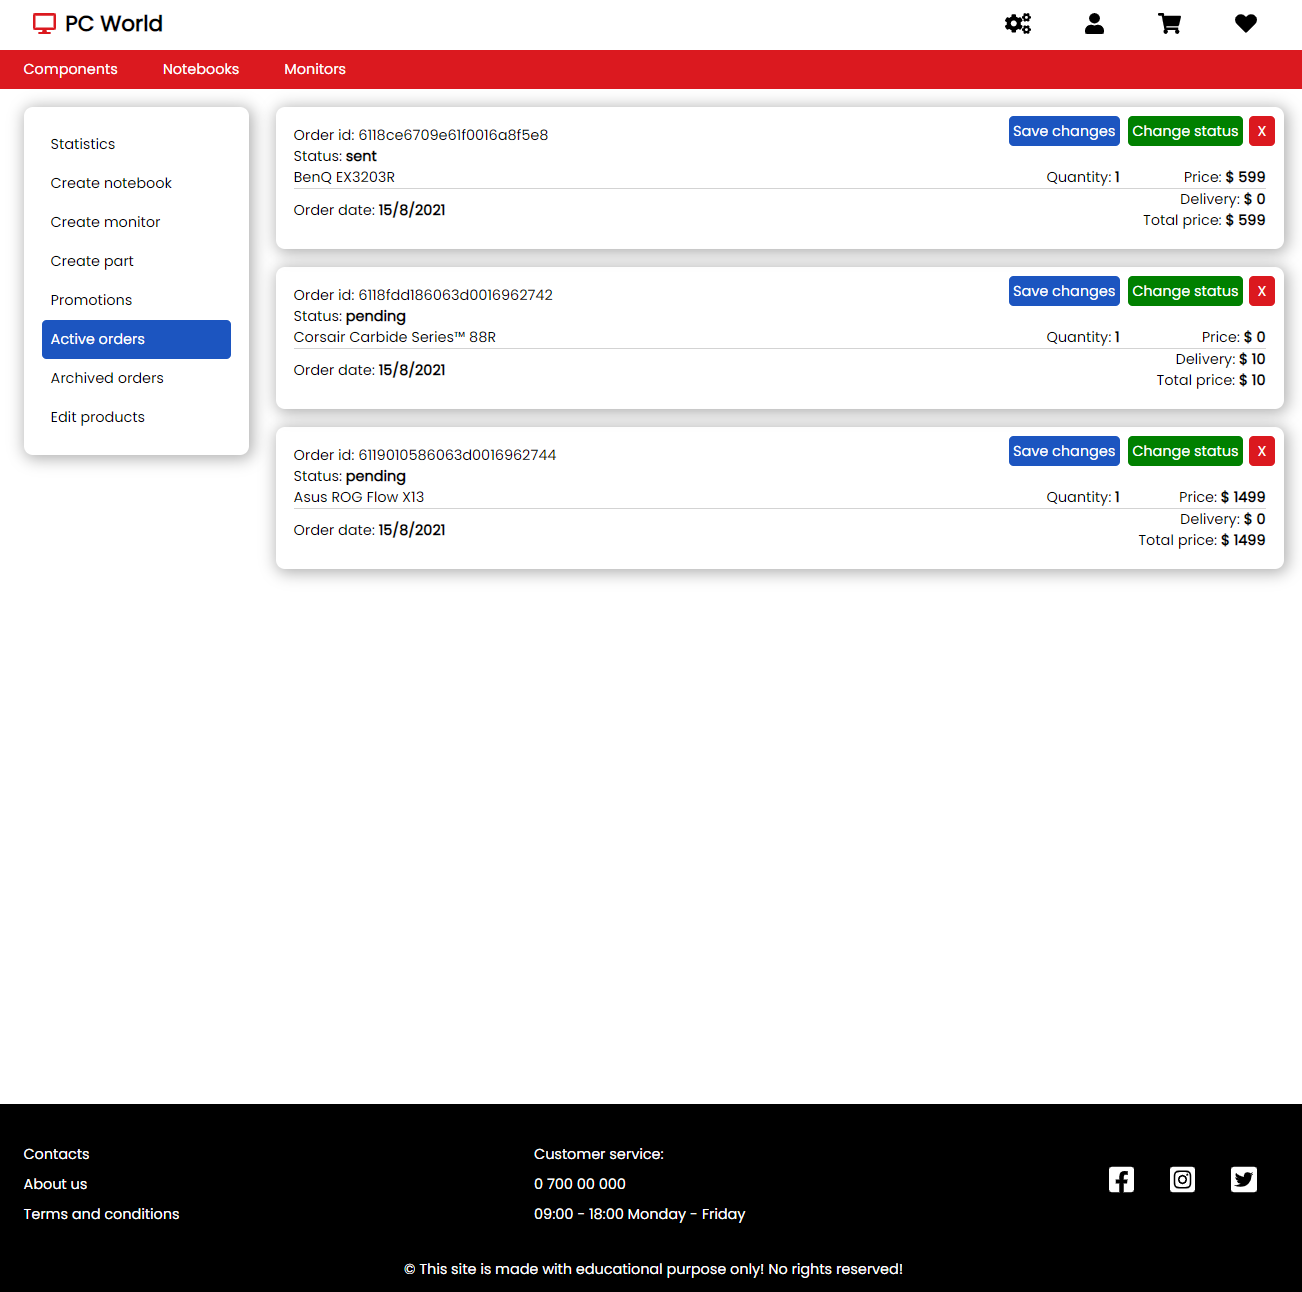 PC World
Components Notebooks Monitors
Statistics
Create notebook
Create monitor
Create part
Promotions
Active orders
Archived orders
Edit products
Order id: 6118ce6709e61f0016a8f5e8
Save changes Change status X
Status: sent
BenQ EX3203R Quantity: 1 Price: $ 599
Delivery: $ 0
Order date: 15/8/2021
Total price: $ 599
Order id: 6118fdd186063d0016962742
Save changes Change status X
Status: pending
Corsair Carbide Series™ 88R Quantity: 1 Price: $ 0
Delivery: $ 10
Order date: 15/8/2021
Total price: $ 10
Order id: 6119010586063d0016962744
Save changes Change status X
Status: pending
Asus ROG Flow X13 Quantity: 1 Price: $ 1499
Delivery: $ 0
Order date: 15/8/2021
Total price: $ 1499
Contacts
About us
Terms and conditions
Customer service:
0 700 00 000
09:00 - 18:00 Monday - Friday
© This site is made with educational purpose only! No rights reserved!